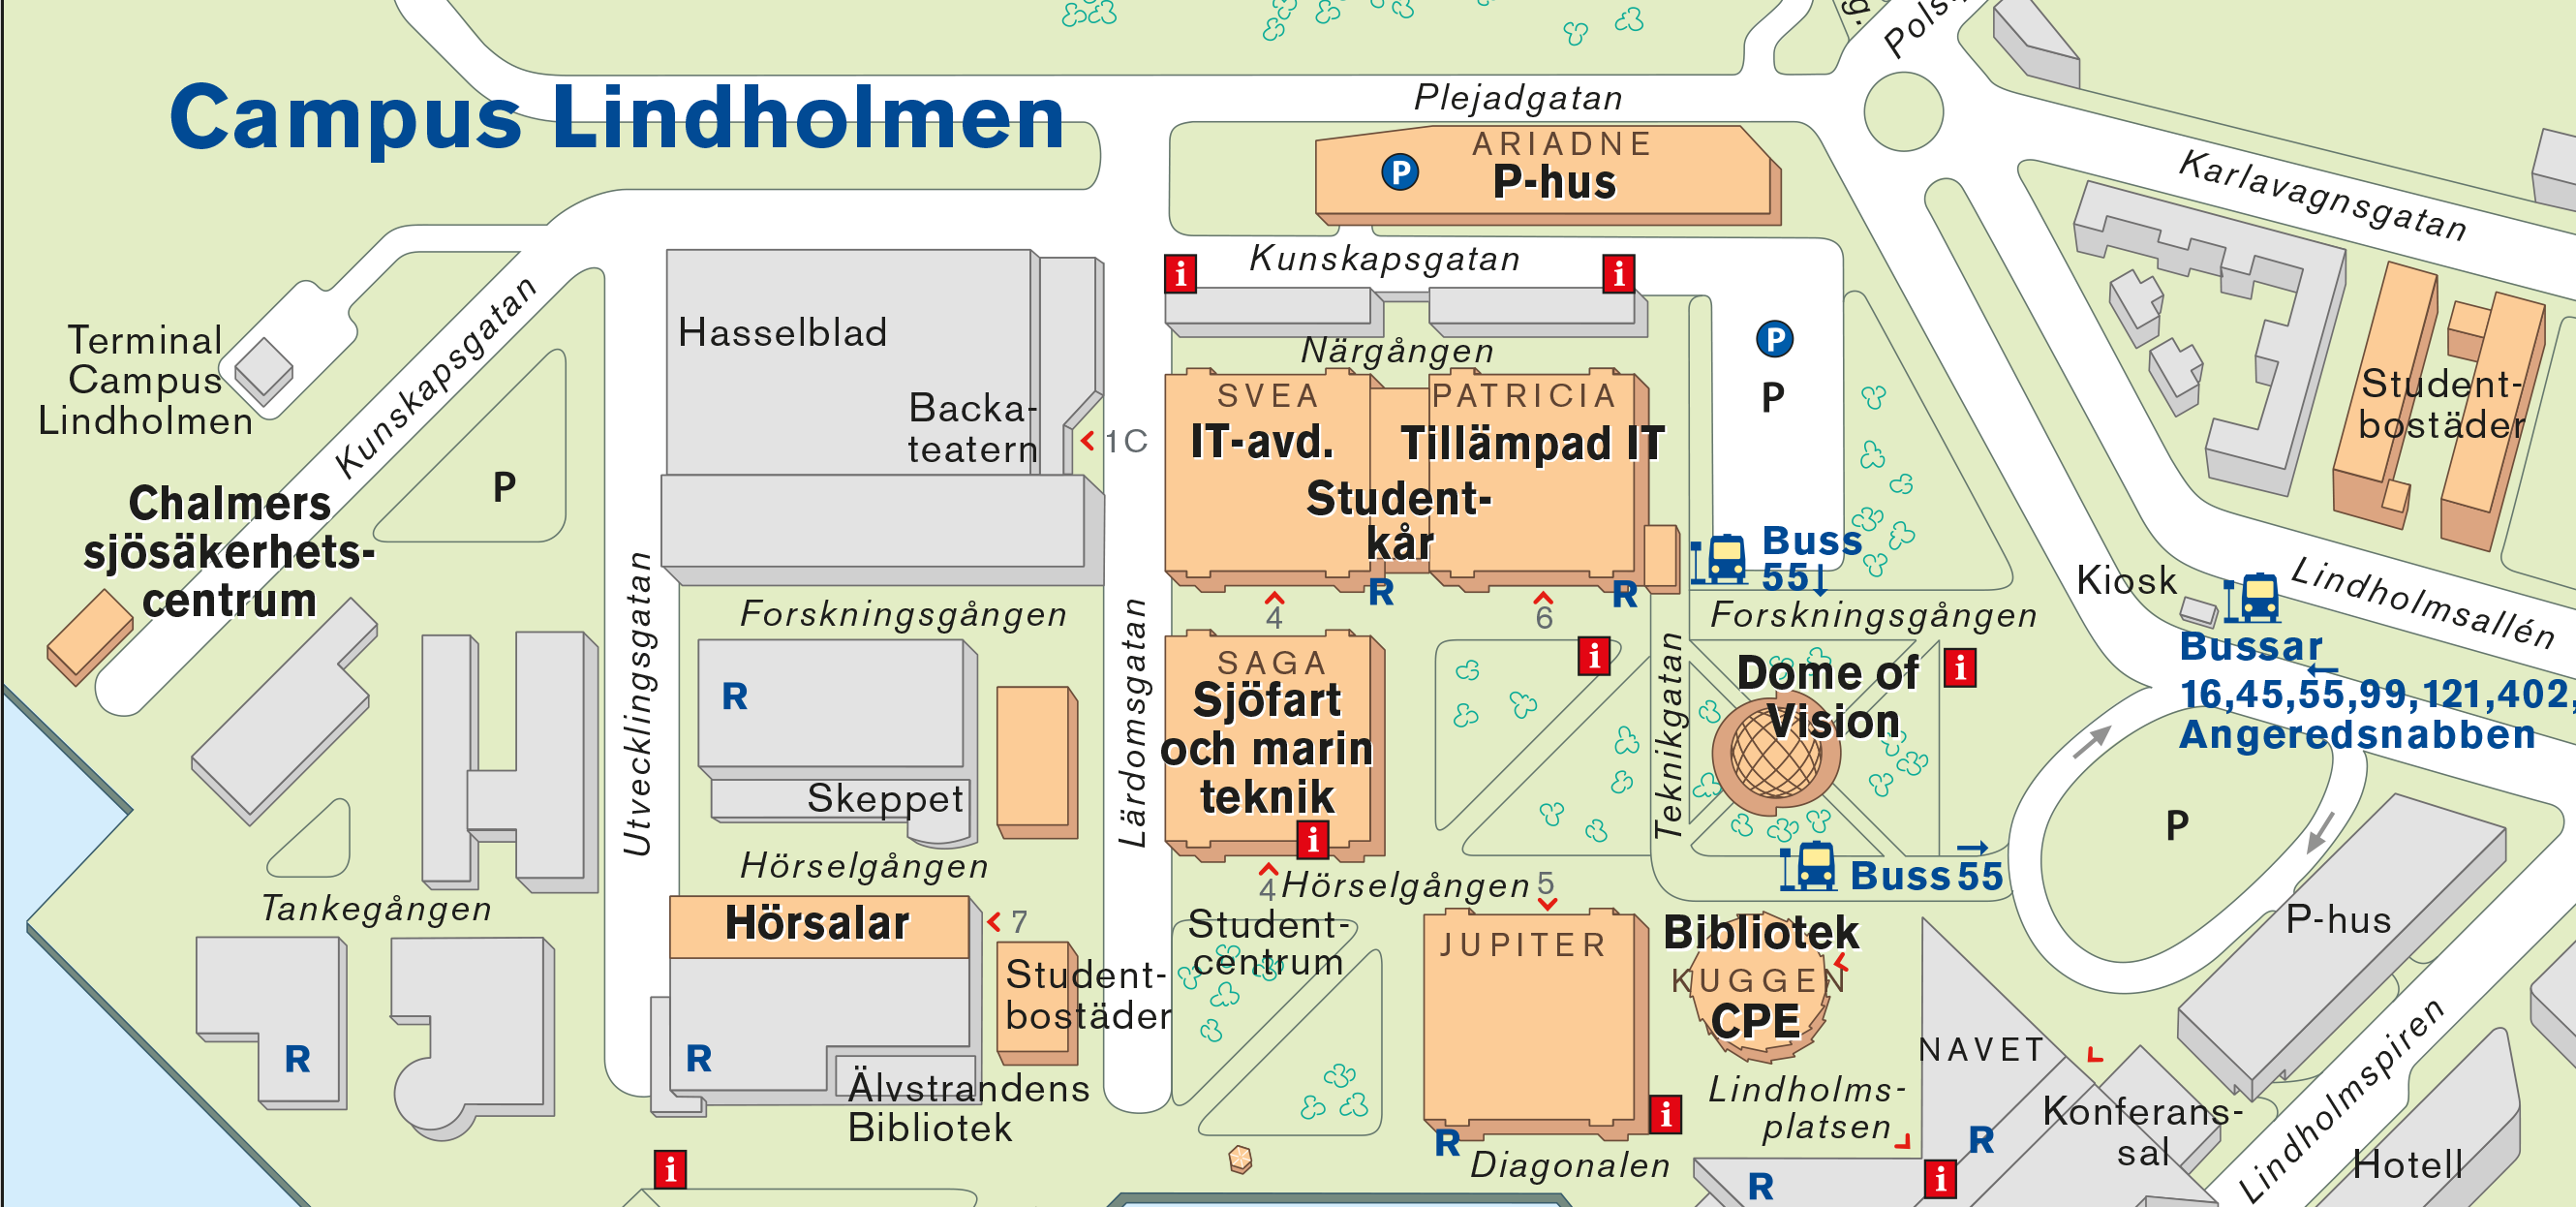 Campus Lindholmen
Plejadgatan
ARIADNE
P
P-hus
Karlavagnsgatan
Kunskapsgatan
i
i
Hasselblad
Backa-
teatern
1C
Närgången
Terminal
Campus
Lindholmen
Kunskapsgatan
P
Chalmers
sjösäkerhets-
centrum
SVEA
IT-avd.
PATRICIA
Tillämpad IT
Student-
kår
P
P
Student-
bostäder
R
R
4
6
Buss
55↓
Forskningsgången
Forskningsgången
Kiosk
Lindholmsallén
Bussar
←
16,45,55,99,121,402,
Angeredsnabben
Utvecklingsgatan
Lärdomsgatan
Teknikgatan
R
Skeppet
SAGA
Sjöfart
och marin
teknik
i
i
Dome of
Vision
i
P
Hörselgången
4
Hörselgången
5
→
Buss 55
Tankegången
Hörsalar
7
Student-
bostäder
Student-
centrum
JUPITER
Bibliotek
KUGGEN
CPE
P-hus
R
R
Älvstrandens
Bibliotek
NAVET
Lindholms-
platsen
Konferans-
sal
Lindholmspiren
Hotell
i
R
Diagonalen
i
R
R
i